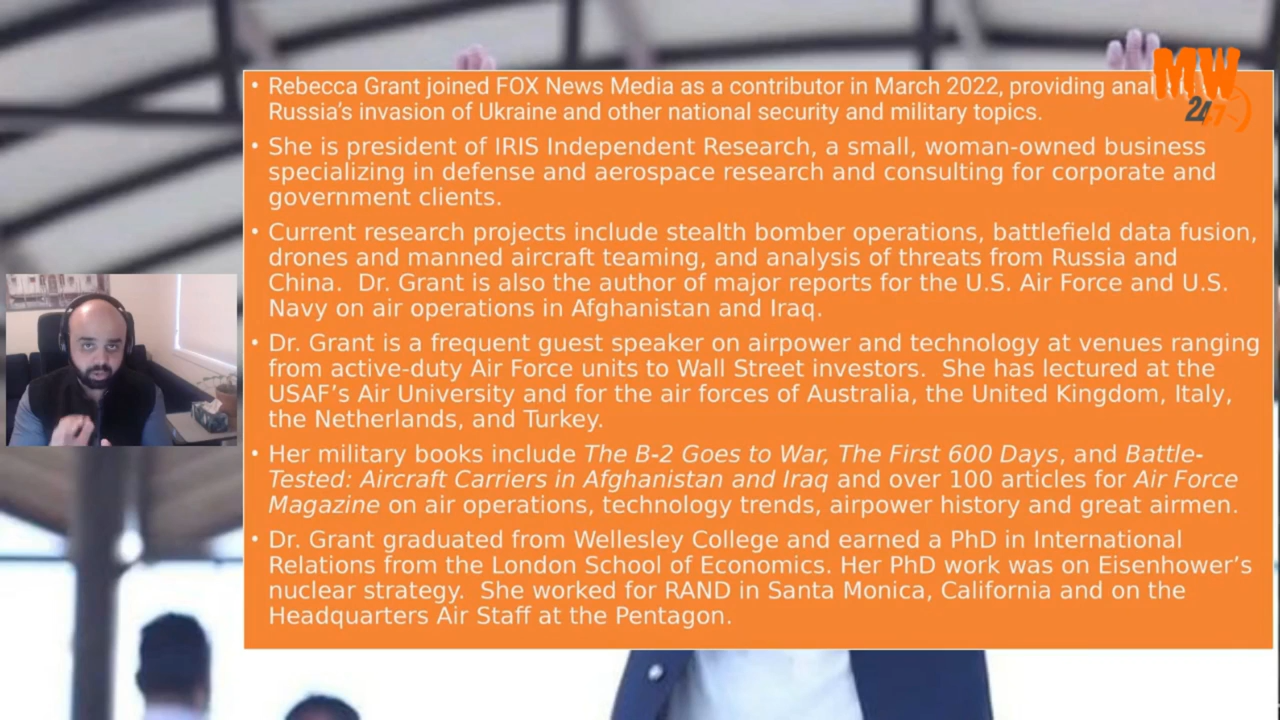 • Rebecca Grant joined FOX News Media as a contributor in March 2022, providing
Russia's invasion of Ukraine and other national security and military topics.
• She is president of IRIS Independent Research, a small, woman-owned business
specializing in defense and aerospace research and consulting for corporate and
government clients.
• Current research projects include stealth bomber operations, battlefield data fusion,
drones and manned aircraft teaming, and analysis of threats from Russia and
China.  Dr. Grant is also the author of major reports for the U.S. Air Force and U.S.
Navy on air operations in Afghanistan and Iraq.
• Dr. Grant is a frequent guest speaker on airpower and technology at venues ranging
from active-duty Air Force units to Wall Street investors.  She has lectured at the
USAF's Air University and for the air forces of Australia, the United Kingdom, Italy,
the Netherlands, and Turkey.
• Her military books include The B-2 Goes to War, The First 600 Days, and Battle-
Tested: Aircraft Carriers in Afghanistan and Iraq and over 100 articles for Air Force
Magazine on air operations, technology trends, airpower history and great airmen.
• Dr. Grant graduated from Wellesley College and earned a PhD in International
Relations from the London School of Economics. Her PhD work was on Eisenhower's
nuclear strategy.  She worked for RAND in Santa Monica, California and on the
Headquarters Air Staff at the Pentagon.
MW
24/7